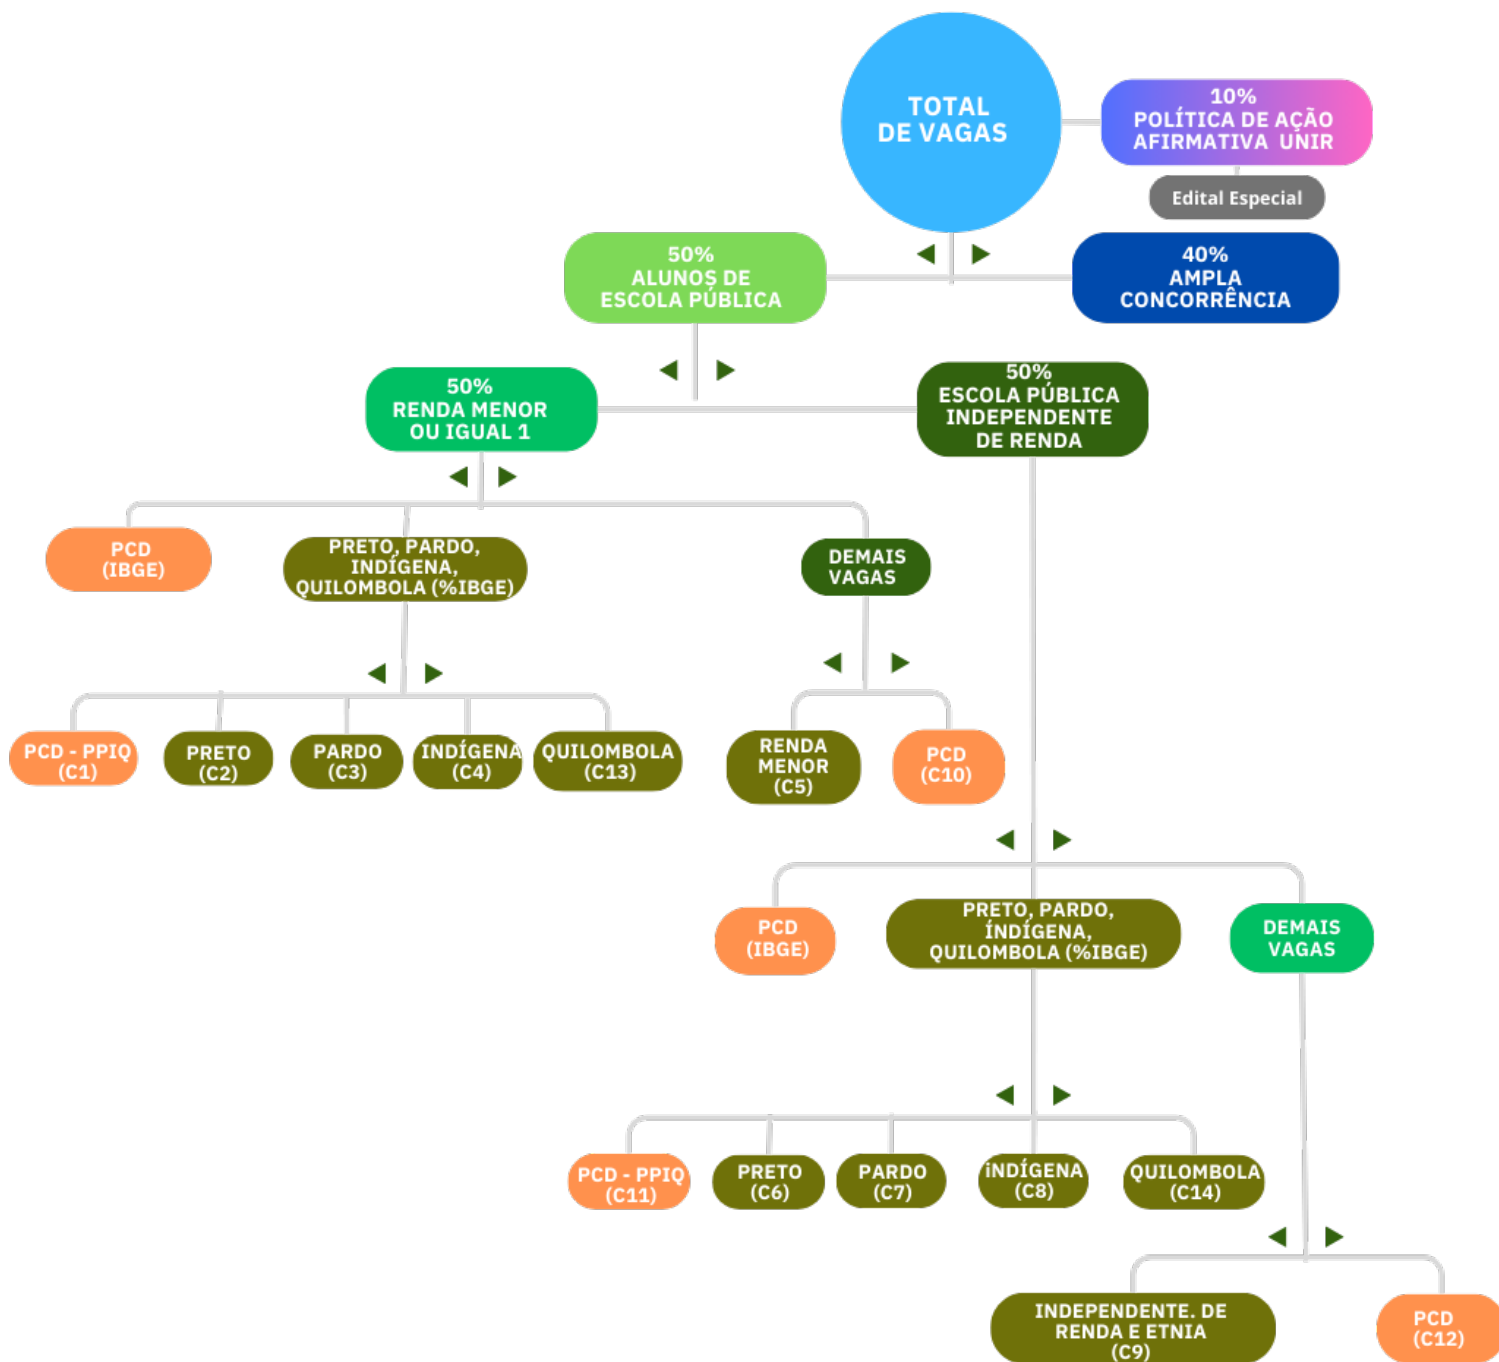 TOTAL
DE VAGAS
10%
POLÍTICA DE AÇÃO
AFIRMATIVA UNIR
Edital Especial
50%
ALUNOS DE
ESCOLA PÚBLICA
40%
AMPLA
CONCORRÊNCIA
50%
RENDA MENOR
OU IGUAL 1
50%
ESCOLA PÚBLICA
INDEPENDENTE
DE RENDA
PCD
(IBGE)
PRETO, PARDO,
INDÍGENA,
QUILOMBOLA (%IBGE)
DEMAIS
VAGAS
PCD - PPIQ
(C1)
PRETO
(C2)
PARDO
(C3)
INDÍGENA
(C4)
QUILOMBOLA
(C13)
RENDA
MENOR
(C5)
PCD
(C10)
PCD
(IBGE)
PRETO, PARDO,
ÍNDÍGENA,
QUILOMBOLA (%IBGE)
DEMAIS
VAGAS
PCD - PPIQ
(C11)
PRETO
(C6)
PARDO
(C7)
iNDÍGENA
(C8)
QUILOMBOLA
(C14)
INDEPENDENTE. DE
RENDA E ETNIA
(C9)
PCD
(C12)